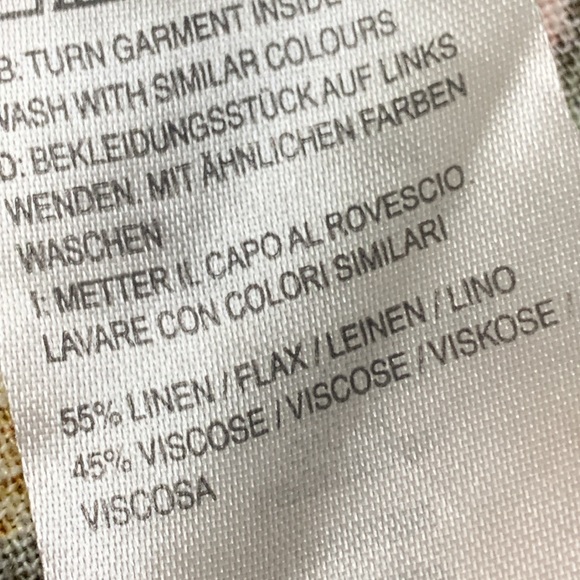 B: TURN GARMENT INSIDE
WASH WITH SIMILAR COLOURS
D: BEKLEIDUNGSSTÜCK AUF LINKS
WENDEN. MIT ÄHNLICHEN FARBEN
WASCHEN
I: METTER IL CAPO AL ROVESCIO.
LAVARE CON COLORI SIMILARI
55% LINEN / FLAX / LEINEN / LINO
45% VISCOSE / VISCOSE / VISKOSE /
VISCOSA